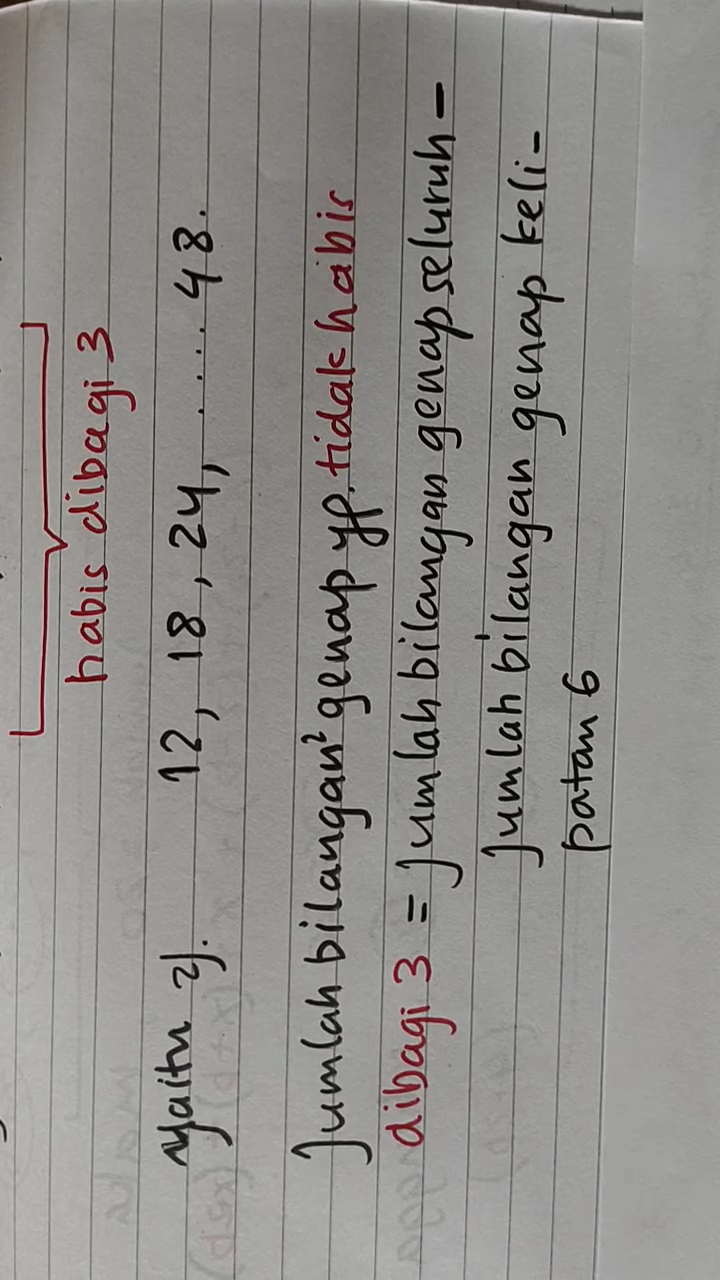 habis dibagi 3
yaitu 2). 12, 18, 24, ..... 48.
Jumlah bilangan² genap yg. tidak habis
dibagi 3 = jumlah bilangan genap seluruh –
jumlah bilangan genap keli –
patan 6